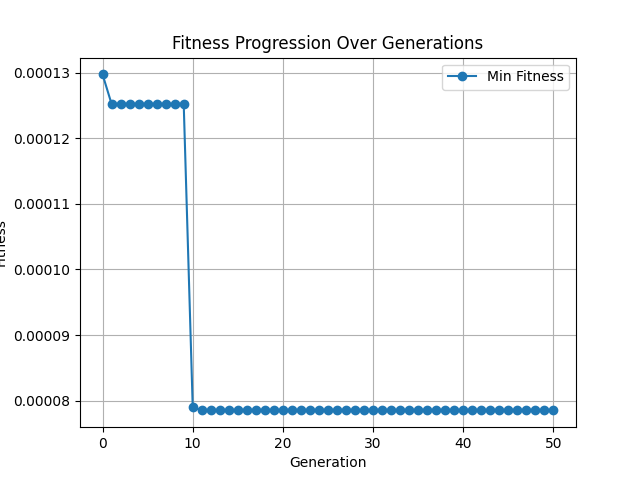 Fitness Progression Over Generations
Min Fitness
0.00013
0.00012
0.00011
0.00010
0.00009
0.00008
0 10 20 30 40 50
Generation
Fitness